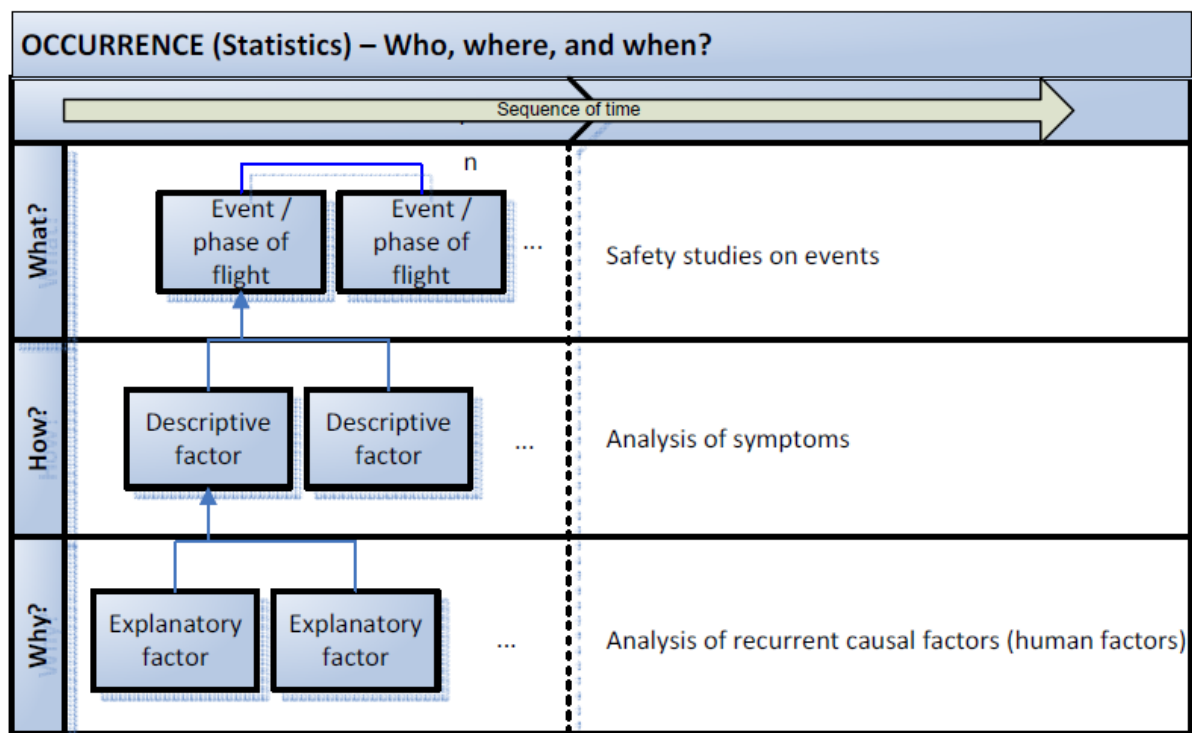 OCCURRENCE (Statistics) – Who, where, and when?
Sequence of time
n
What?
Event /
phase of
flight
Event /
phase of
flight
...
Safety studies on events
How?
Descriptive
factor
Descriptive
factor
...
Analysis of symptoms
Why?
Explanatory
factor
Explanatory
factor
...
Analysis of recurrent causal factors (human factors)